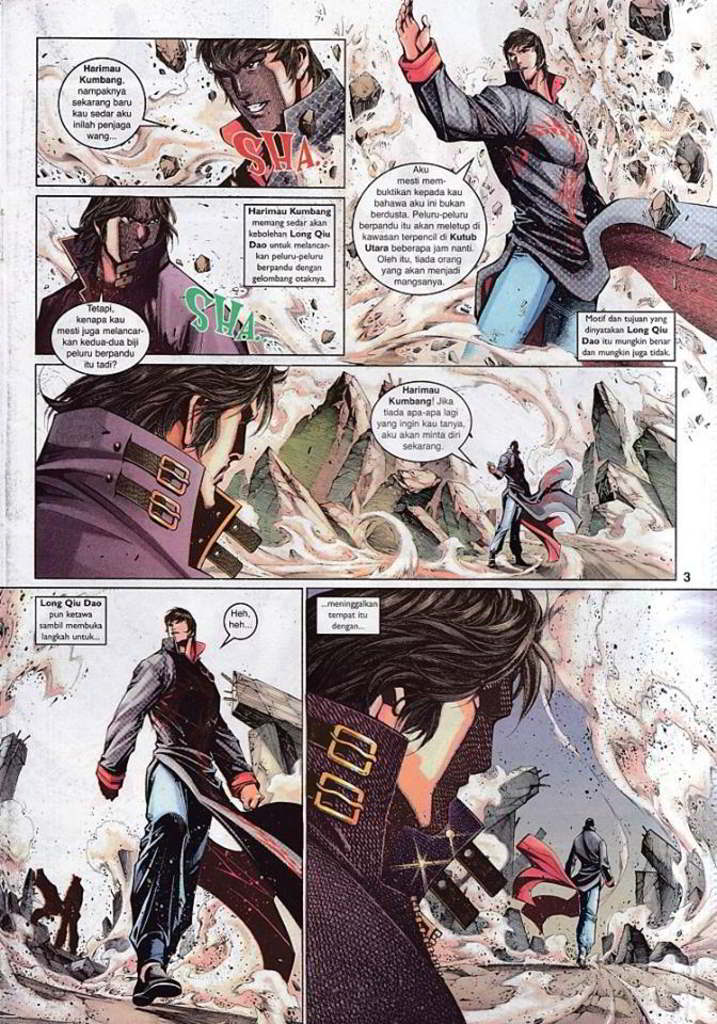 Harimau
Kumbang,
nampaknya
sekarang baru
kau sedar aku
inilah penjaga
wang...
SHA
Aku
mesti mem-
buktikan kepada kau
bahawa aku ini bukan
berdusta. Peluru-peluru
berpandu itu akan meletup di
kawasan terpencil di Kutub
Utara beberapa jam nanti.
Oleh itu, tiada orang
yang akan menjadi
mangsanya.
Harimau Kumbang
memang sedar akan
kebolehan Long Qiu
Dao untuk melancar-
kan peluru-peluru
berpandu dengan
gelombang otaknya.
SHA
Tetapi,
kenapa kau
mesti juga melancar-
kan kedua-dua biji
peluru berpandu
itu tadi?
Motif dan tujuan yang
dinyatakan Long Qiu
Dao itu mungkin benar
dan mungkin juga tidak.
Harimau
Kumbang! Jika
tiada apa-apa lagi
yang ingin kau tanya,
aku akan minta diri
sekarang.
3
Long Qiu Dao
pun ketawa
sambil membuka
langkah untuk...
Heh,
heh...
...meninggalkan
tempat itu
dengan...